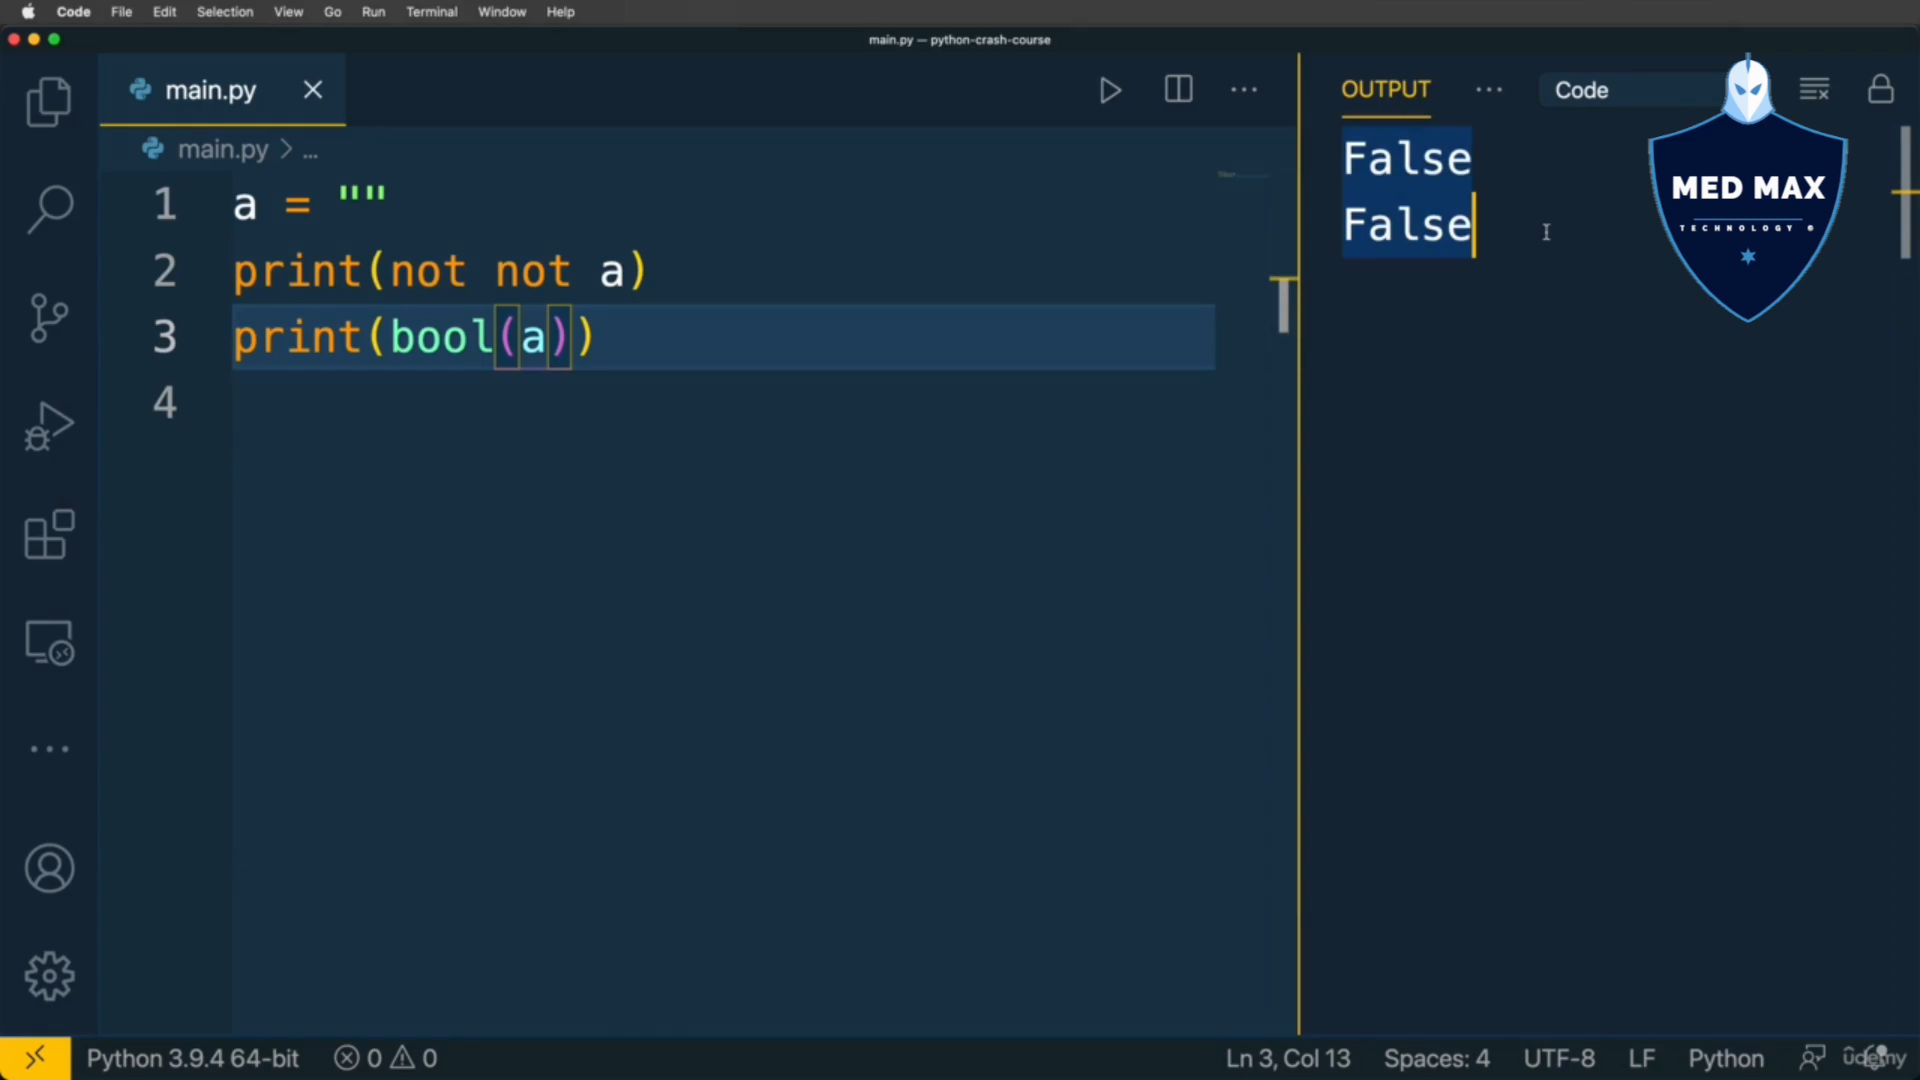 Code File Edit Selection View Go Run Terminal Window Help
main.py — python-crash-course
main.py
main.py > ...
1 a = ""
2 print(not not a)
3 print(bool(a))
4
OUTPUT ... Code
False
False
MED MAX
TECHNOLOGY ®
Python 3.9.4 64-bit 0 0 Ln 3, Col 13 Spaces: 4 UTF-8 LF Python
udemy